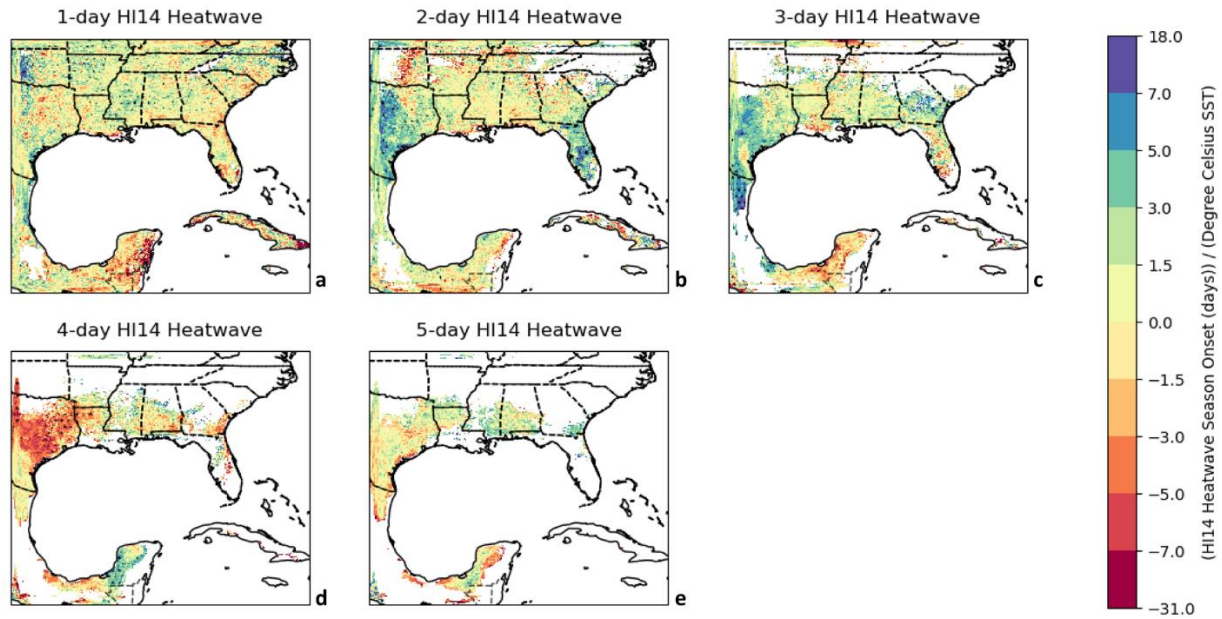 1-day HI14 Heatwave
2-day HI14 Heatwave
3-day HI14 Heatwave
a
b
c
4-day HI14 Heatwave
5-day HI14 Heatwave
d
e
18.0
7.0
5.0
3.0
1.5
0.0
−1.5
−3.0
−5.0
−7.0
−31.0
(HI14 Heatwave Season Onset (days)) / (Degree Celsius SST)